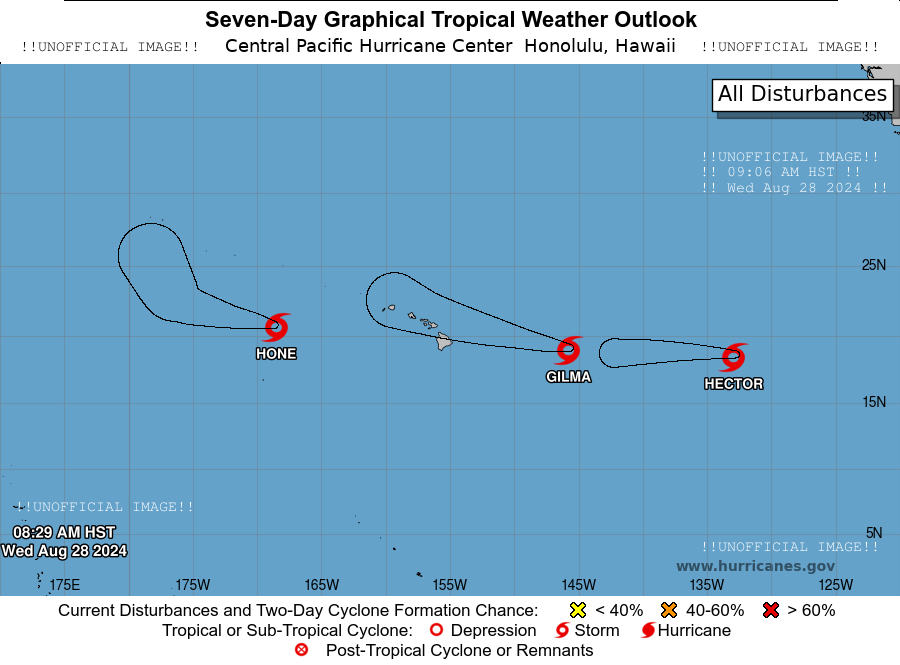 Seven-Day Graphical Tropical Weather Outlook
!!UNOFFICIAL IMAGE!! Central Pacific Hurricane Center Honolulu, Hawaii !!UNOFFICIAL IMAGE!!
All Disturbances
35N
!!UNOFFICIAL IMAGE!!
!! 09:06 AM HST !!
!! Wed Aug 28 2024 !!
25N
HONE
GILMA
HECTOR
15N
!!UNOFFICIAL IMAGE!!
08:29 AM HST
5N
Wed Aug 28 2024
!!UNOFFICIAL IMAGE!!
www.hurricanes.gov
175E 175W 165W 155W 145W 135W 125W
Current Disturbances and Two-Day Cyclone Formation Chance: < 40% 40-60% > 60%
Tropical or Sub-Tropical Cyclone: Depression Storm Hurricane
Post-Tropical Cyclone or Remnants